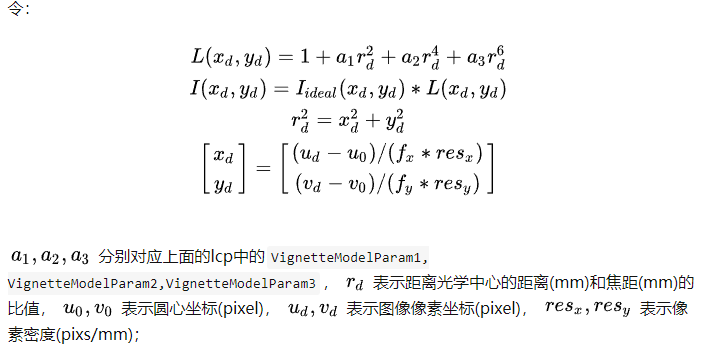 令：
L(x_d, y_d) = 1 + a_1 r_d^2 + a_2 r_d^4 + a_3 r_d^6
I(x_d, y_d) = I_{ideal}(x_d, y_d) * L(x_d, y_d)
r_d^2 = x_d^2 + y_d^2
[x_d; y_d] = [(u_d − u_0)/(f_x * res_x); (v_d − v_0)/(f_y * res_y)]
a_1, a_2, a_3 分别对应上面的lcp中的 VignetteModelParam1,
VignetteModelParam2,VignetteModelParam3 ， r_d 表示距离光学中心的距离(mm)和焦距(mm)的
比值， u_0, v_0 表示圆心坐标(pixel)， u_d, v_d 表示图像像素坐标(pixel)， res_x, res_y 表示像
素密度(pixs/mm)；